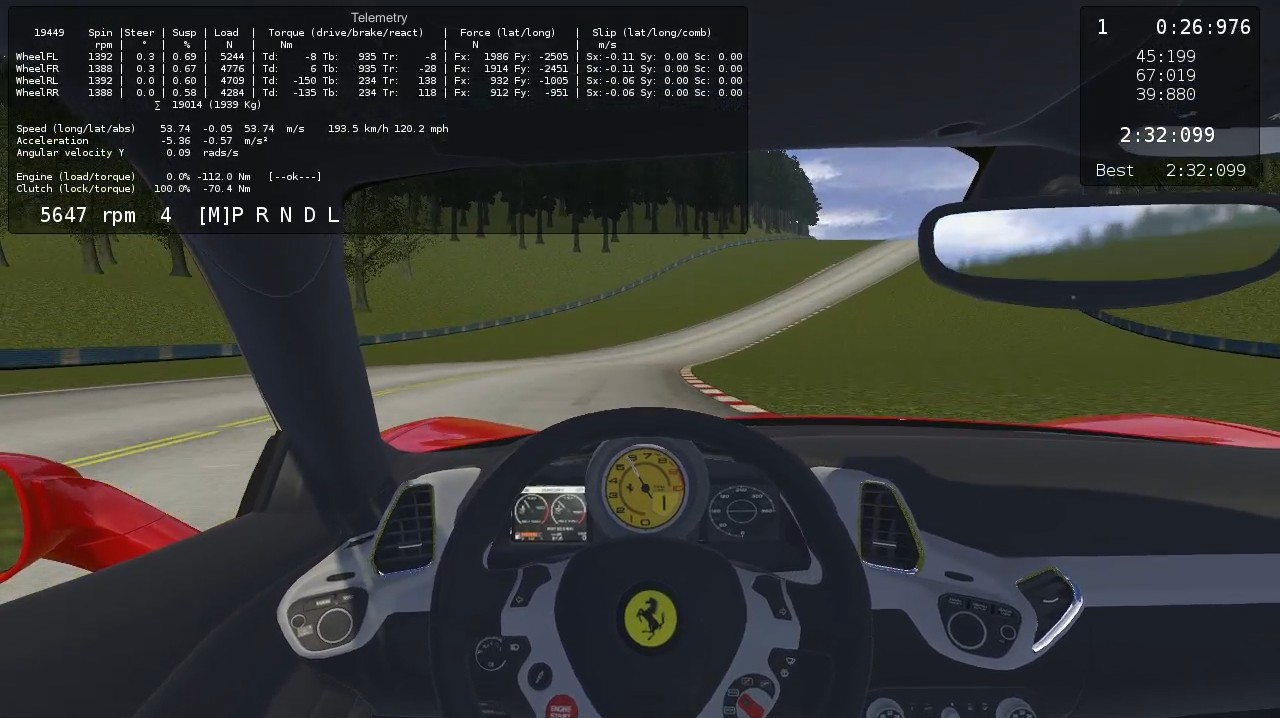 Telemetry
19449 Spin |Steer | Susp | Load | Torque (drive/brake/react) | Force (lat/long) | Slip (lat/long/comb)
rpm | ° | % | N | Nm | N | m/s
WheelFL 1392 | 0.3 | 0.69 | 5244 | Td: -8 Tb: 935 Tr: -8 | Fx: 1986 Fy: -2505 | Sx:-0.11 Sy: 0.00 Sc: 0.00
WheelFR 1388 | 0.3 | 0.67 | 4776 | Td: 6 Tb: 935 Tr: -28 | Fx: 1914 Fy: -2451 | Sx:-0.11 Sy: 0.00 Sc: 0.00
WheelRL 1392 | 0.0 | 0.60 | 4709 | Td: -150 Tb: 234 Tr: 138 | Fx: 932 Fy: -1005 | Sx:-0.06 Sy: 0.00 Sc: 0.00
WheelRR 1388 | 0.0 | 0.58 | 4284 | Td: -135 Tb: 234 Tr: 118 | Fx: 912 Fy: -951 | Sx:-0.06 Sy: 0.00 Sc: 0.00
Σ 19014 (1939 Kg)
Speed (long/lat/abs) 53.74 -0.05 53.74 m/s 193.5 km/h 120.2 mph
Acceleration -5.36 -0.57 m/s²
Angular velocity Y 0.09 rads/s
Engine (load/torque) 0.0% -112.0 Nm [--ok---]
Clutch (lock/torque) 100.0% -70.4 Nm
5647 rpm 4 [M]P R N D L
1 0:26:976
45:199
67:019
39:880
2:32:099
Best 2:32:099
ENGINE
START